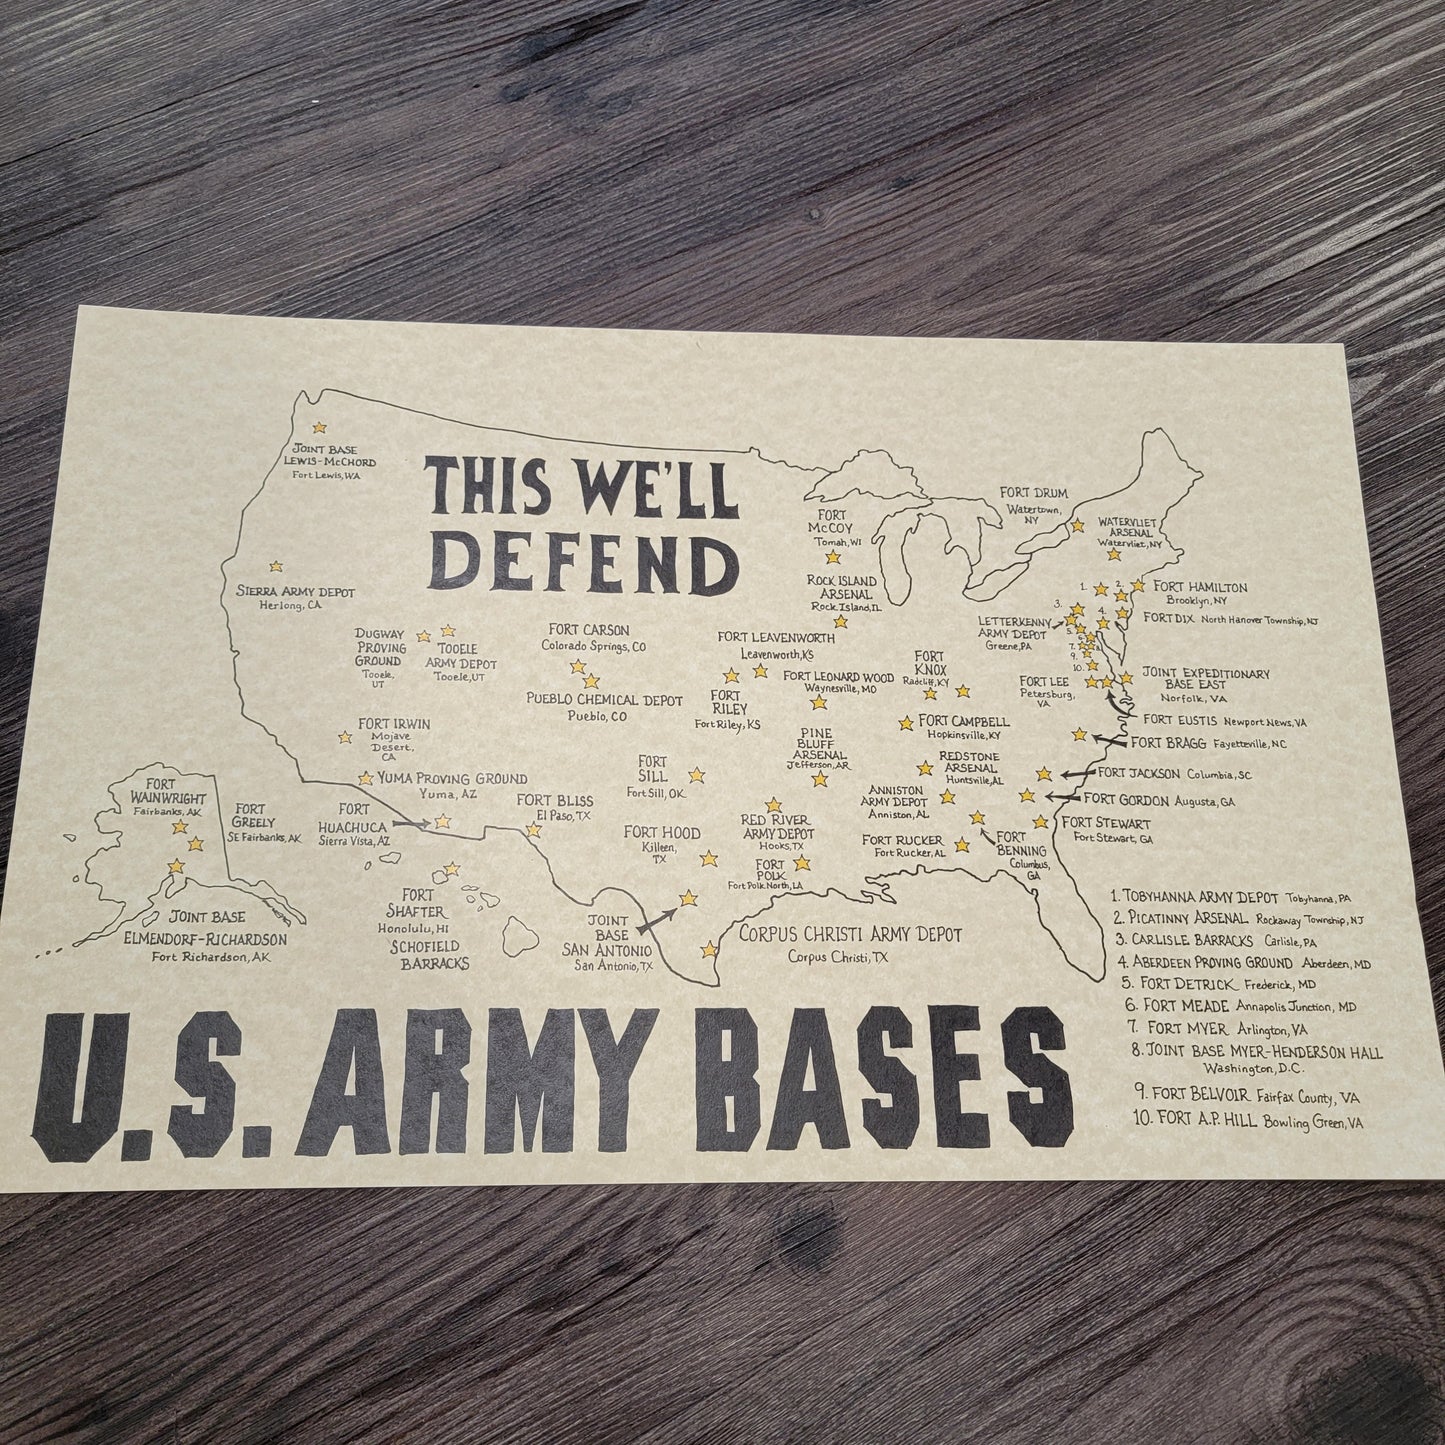 JOINT BASE
LEWIS-McCHORD
Fort Lewis, WA
THIS WE'LL
DEFEND
FORT
McCOY
Tomah, WI
FORT DRUM
Watertown,
NY
WATERVLIET
ARSENAL
Watervliet, NY
SIERRA ARMY DEPOT
Herlong, CA
ROCK ISLAND
ARSENAL
Rock Island, IL
1.
2.
3.
4.
5.
6.
7.
8.
9.
10.
FORT HAMILTON
Brooklyn, NY
FORT DIX North Hanover Township, NJ
LETTERKENNY
ARMY DEPOT
Greene, PA
DUGWAY
PROVING
GROUND
Tooele,
UT
TOOELE
ARMY DEPOT
Tooele, UT
FORT CARSON
Colorado Springs, CO
PUEBLO CHEMICAL DEPOT
Pueblo, CO
FORT LEAVENWORTH
Leavenworth, KS
FORT
RILEY
Fort Riley, KS
FORT LEONARD WOOD
Waynesville, MO
FORT
KNOX
Radcliff, KY
FORT LEE
Petersburg,
VA
JOINT EXPEDITIONARY
BASE EAST
Norfolk, VA
FORT EUSTIS Newport News, VA
FORT BRAGG Fayetteville, NC
FORT IRWIN
Mojave
Desert,
CA
FORT CAMPBELL
Hopkinsville, KY
PINE
BLUFF
ARSENAL
Jefferson, AR
REDSTONE
ARSENAL
Huntsville, AL
FORT JACKSON Columbia, SC
YUMA PROVING GROUND
Yuma, AZ
FORT
SILL
Fort Sill, OK
ANNISTON
ARMY DEPOT
Anniston, AL
FORT GORDON Augusta, GA
FORT
WAINWRIGHT
Fairbanks, AK
FORT
GREELY
SE Fairbanks, AK
FORT
HUACHUCA
Sierra Vista, AZ
FORT BLISS
El Paso, TX
FORT HOOD
Killeen,
TX
RED RIVER
ARMY DEPOT
Hooks, TX
FORT RUCKER
Fort Rucker, AL
FORT
BENNING
Columbus,
GA
FORT STEWART
Fort Stewart, GA
FORT
POLK
Fort Polk North, LA
FORT
SHAFTER
Honolulu, HI
SCHOFIELD
BARRACKS
JOINT BASE
ELMENDORF-RICHARDSON
Fort Richardson, AK
JOINT
BASE
SAN ANTONIO
San Antonio, TX
CORPUS CHRISTI ARMY DEPOT
Corpus Christi, TX
1. TOBYHANNA ARMY DEPOT Tobyhanna, PA
2. PICATINNY ARSENAL Rockaway Township, NJ
3. CARLISLE BARRACKS Carlisle, PA
4. ABERDEEN PROVING GROUND Aberdeen, MD
5. FORT DETRICK Frederick, MD
6. FORT MEADE Annapolis Junction, MD
7. FORT MYER Arlington, VA
8. JOINT BASE MYER-HENDERSON HALL
Washington, D.C.
9. FORT BELVOIR Fairfax County, VA
10. FORT A.P. HILL Bowling Green, VA
U.S. ARMY BASES